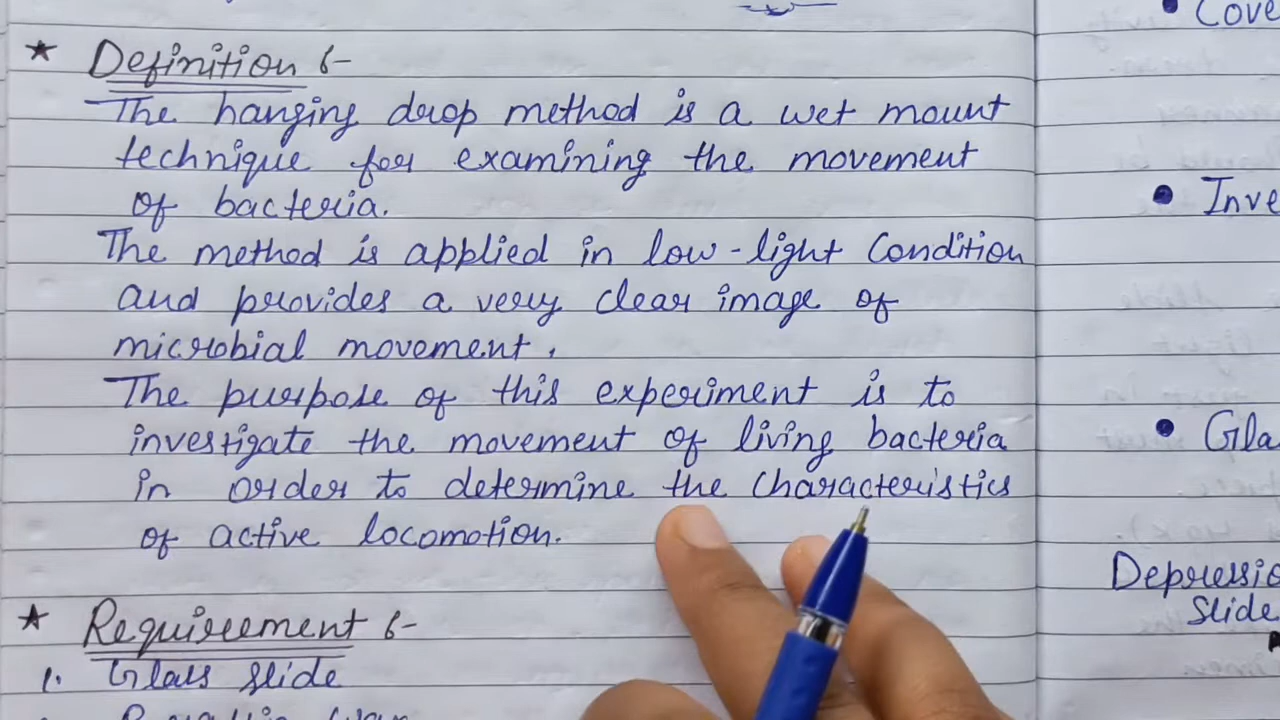 ★ Definition :-
The hanging drop method is a wet mount
technique for examining the movement
of bacteria.
The method is applied in low-light Condition
and provides a very clear image of
microbial movement.
The purpose of this experiment is to
investigate the movement of living bacteria
in order to determine the Characteristics
of active locomotion.
★ Requirement :-
1. Glass slide
• Cove
• Inve
• Gla
Depressio
Slide